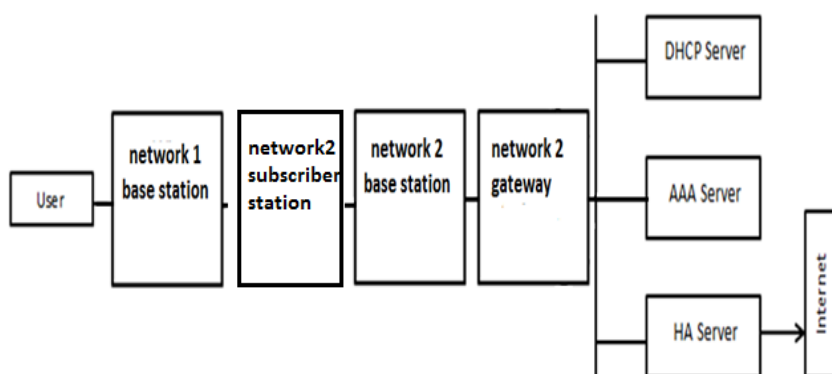 User
network 1
base station
network2
subscriber
station
network 2
base station
network 2
gateway
DHCP Server
AAA Server
HA Server
Internet